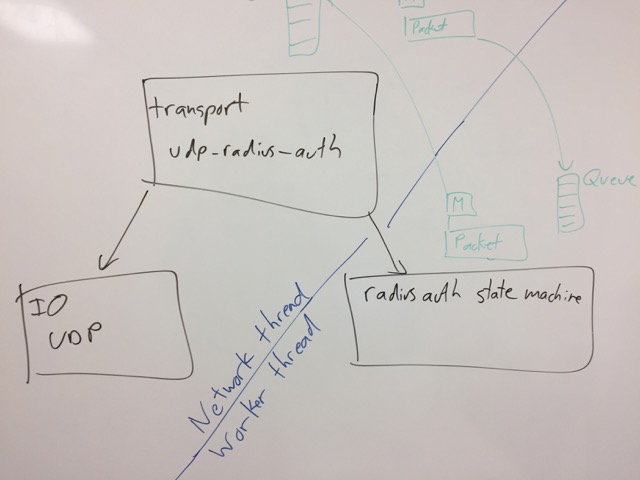 M
Packet
transport
udp-radius-auth
Queue
M
Packet
IO
UDP
radius auth state machine
Network thread
Worker thread